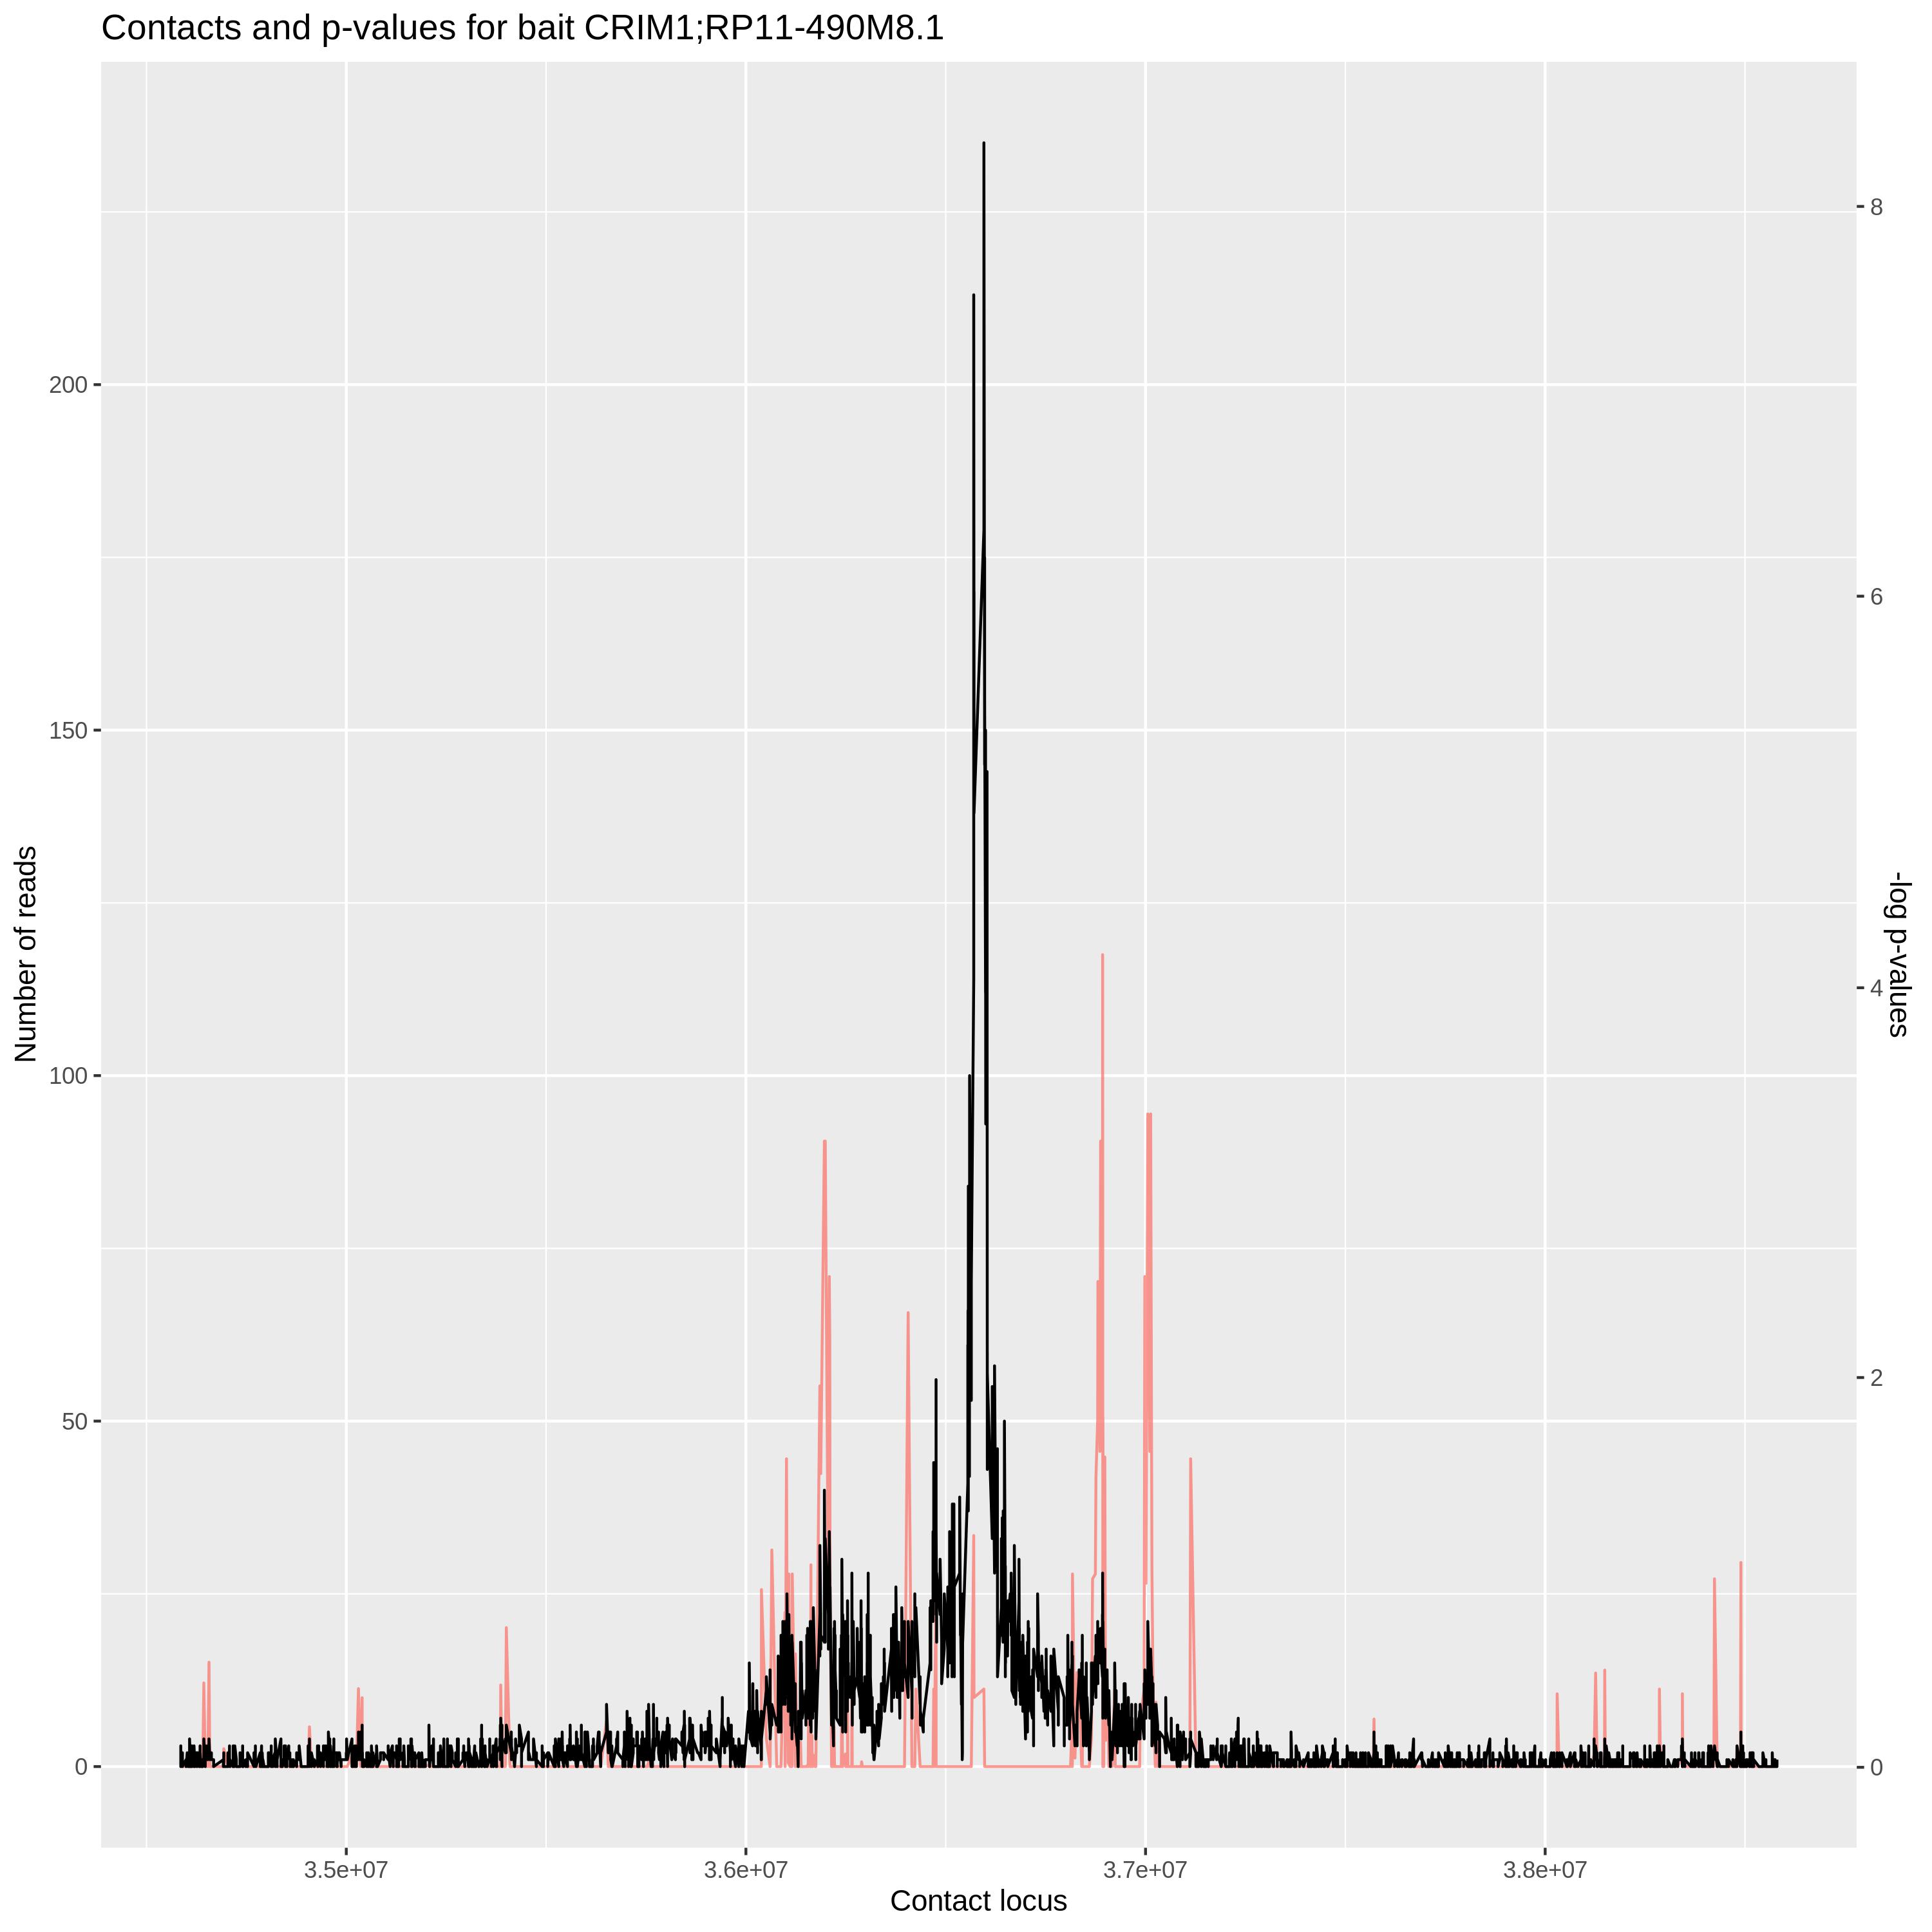 Contacts and p-values for bait CRIM1;RP11-490M8.1
Number of reads
200
150
100
50
0
8
6
4
2
0
-log p-values
3.5e+07
3.6e+07
3.7e+07
3.8e+07
Contact locus